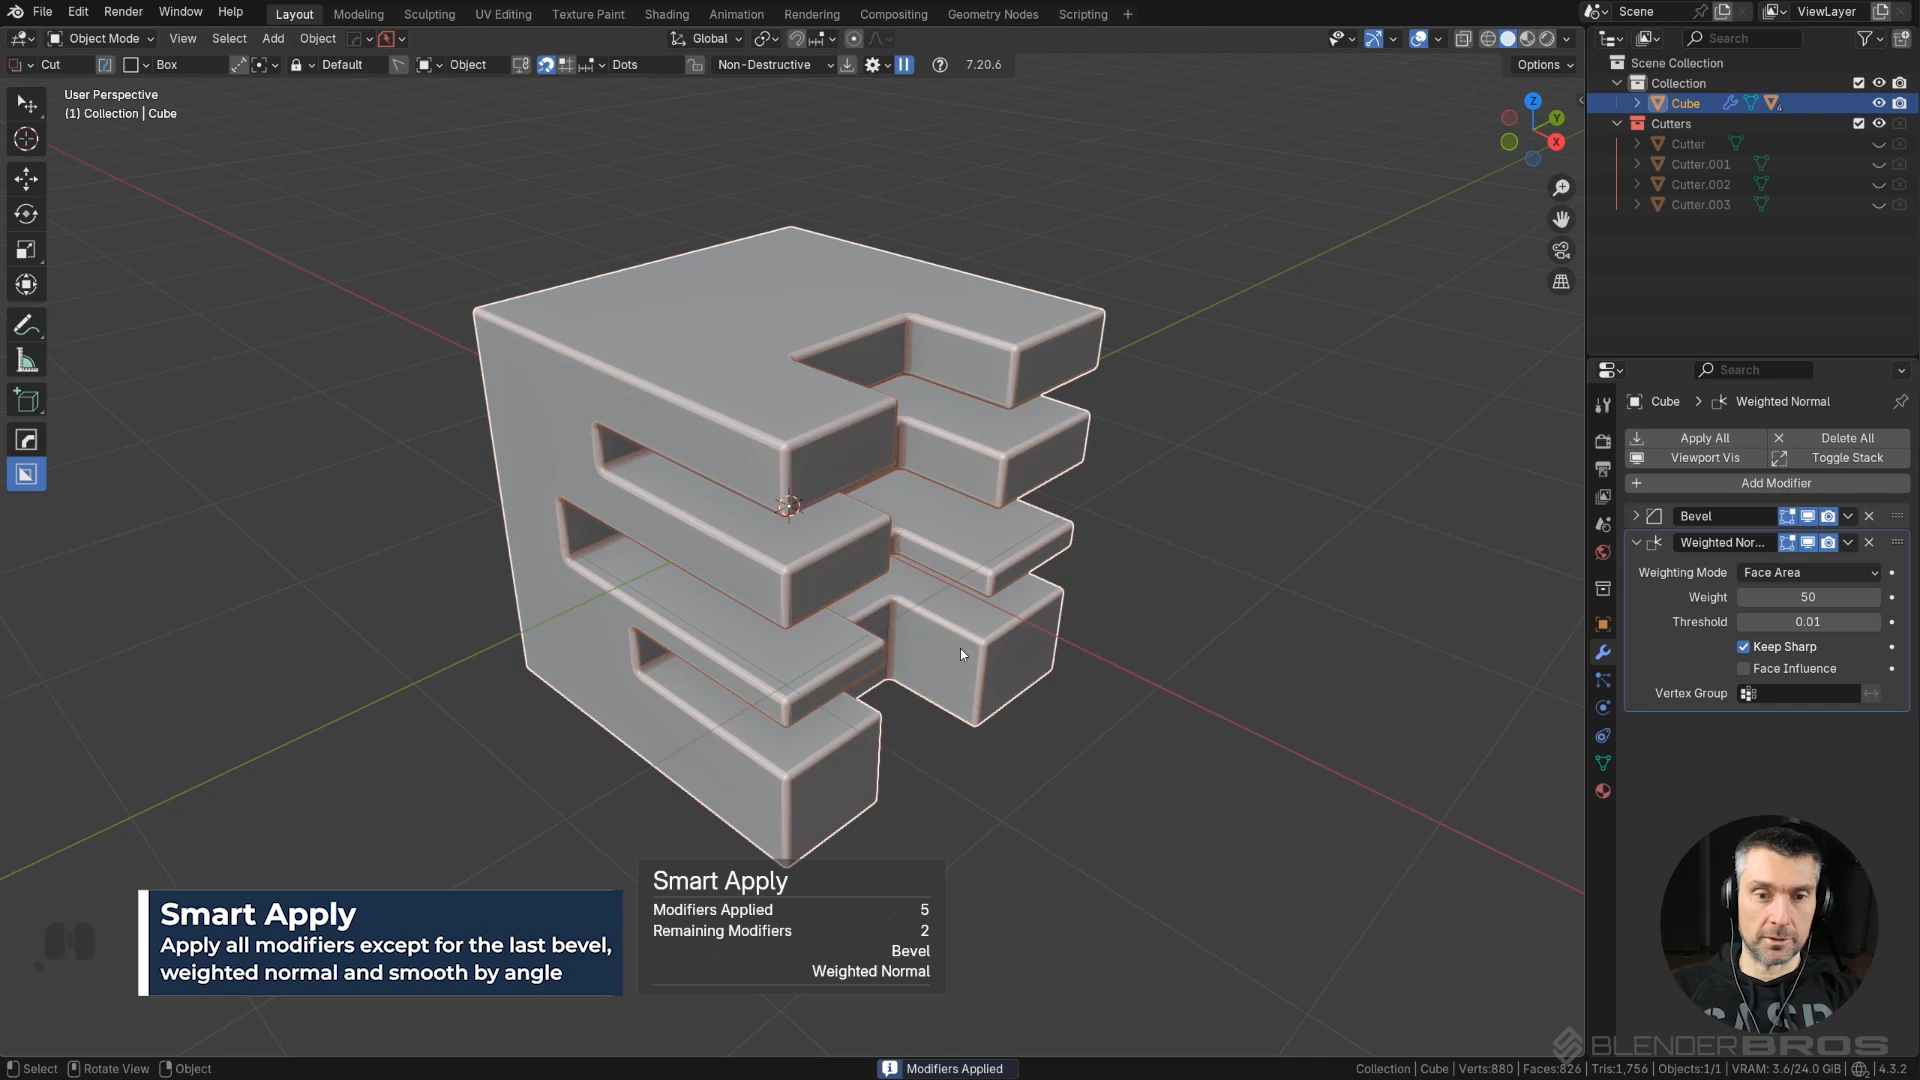 File Edit Render Window Help
Layout Modeling Sculpting UV Editing Texture Paint Shading Animation Rendering Compositing Geometry Nodes Scripting +
Scene ViewLayer
Object Mode View Select Add Object Global
Search
Cut Box Default Object Dots Non-Destructive 7.20.6 Options
User Perspective
(1) Collection | Cube
Z
Y
X
Scene Collection
Collection
Cube
Cutters
Cutter
Cutter.001
Cutter.002
Cutter.003
Search
Cube > Weighted Normal
Apply All Delete All
Viewport Vis Toggle Stack
Add Modifier
Bevel
Weighted Nor...
Weighting Mode Face Area
Weight 50
Threshold 0.01
Keep Sharp
Face Influence
Vertex Group
Smart Apply
Apply all modifiers except for the last bevel,
weighted normal and smooth by angle
Smart Apply
Modifiers Applied 5
Remaining Modifiers 2
Bevel
Weighted Normal
BLENDERBROS
Select Rotate View Object
Modifiers Applied
Collection | Cube | Verts:880 | Faces:826 | Tris:1,756 | Objects:1/1 | VRAM: 3.6/24.0 GiB | 4.3.2